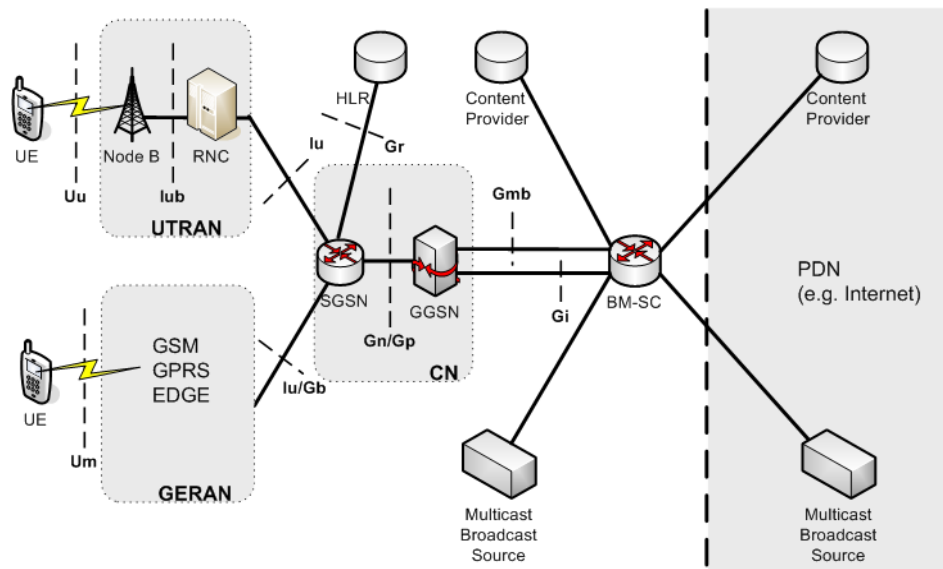 HLR
Content
Provider
Content
Provider
UE
Node B
RNC
Iu
Gr
Uu
Iub
UTRAN
Gmb
SGSN
GGSN
Gi
BM-SC
PDN
(e.g. Internet)
Gn/Gp
CN
GSM
GPRS
EDGE
Iu/Gb
UE
Um
GERAN
Multicast
Broadcast
Source
Multicast
Broadcast
Source